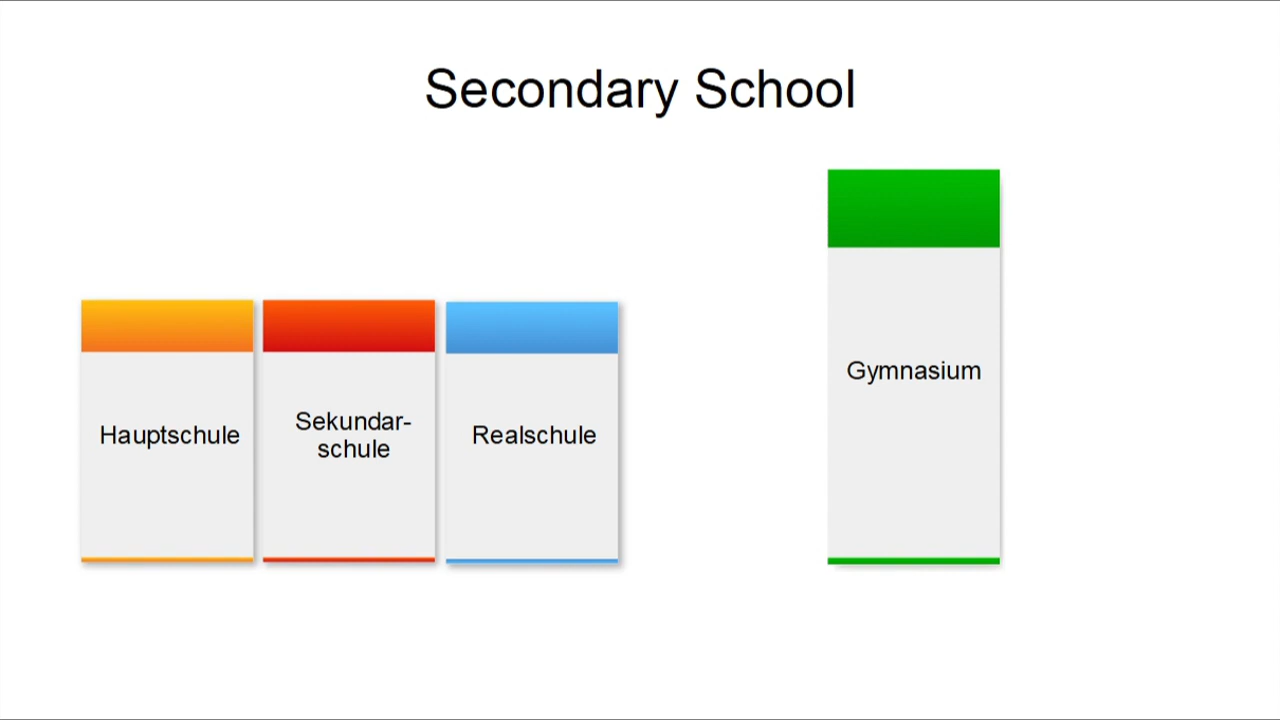 Secondary School
Hauptschule
Sekundar-
schule
Realschule
Gymnasium